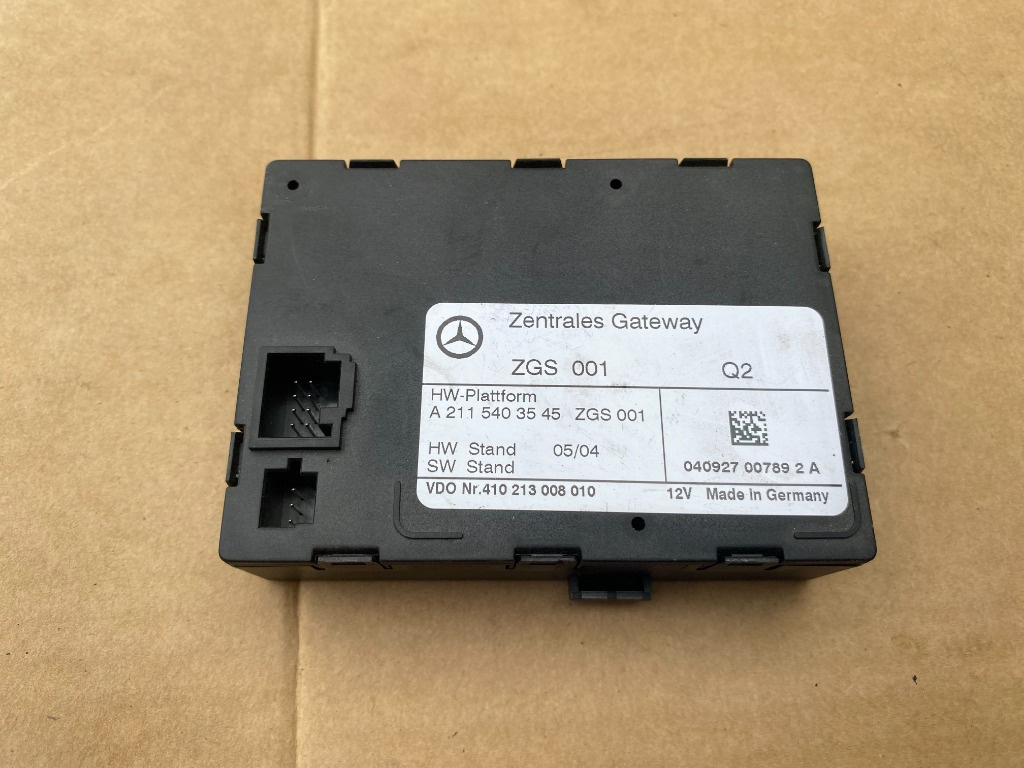 Zentrales Gateway
ZGS 001 Q2
HW-Plattform
A 211 540 35 45 ZGS 001
HW Stand 05/04
SW Stand
040927 00789 2 A
VDO Nr.410 213 008 010 12V Made in Germany